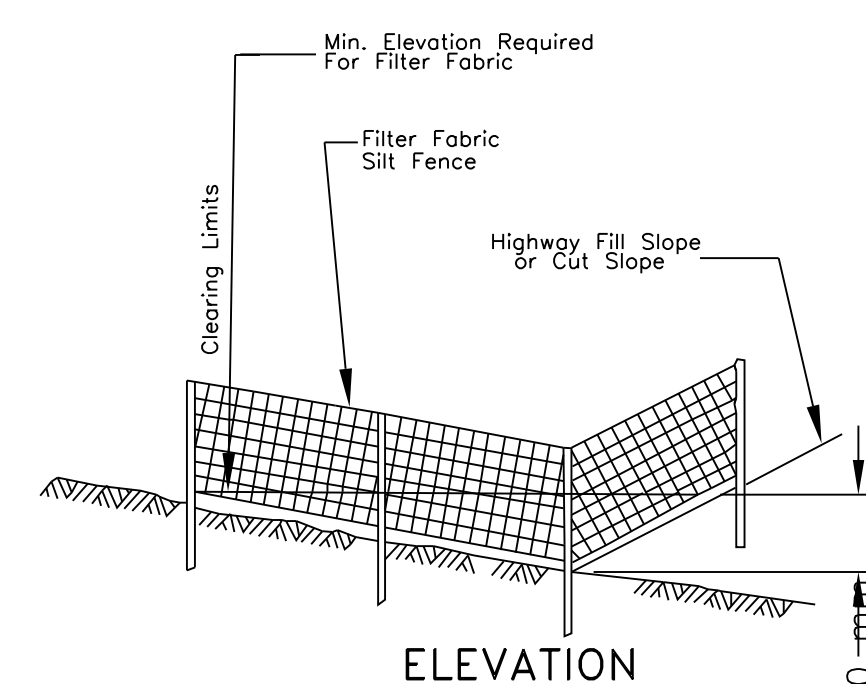 Min. Elevation Required
For Filter Fabric
Filter Fabric
Silt Fence
Clearing Limits
Highway Fill Slope
or Cut Slope
ELEVATION